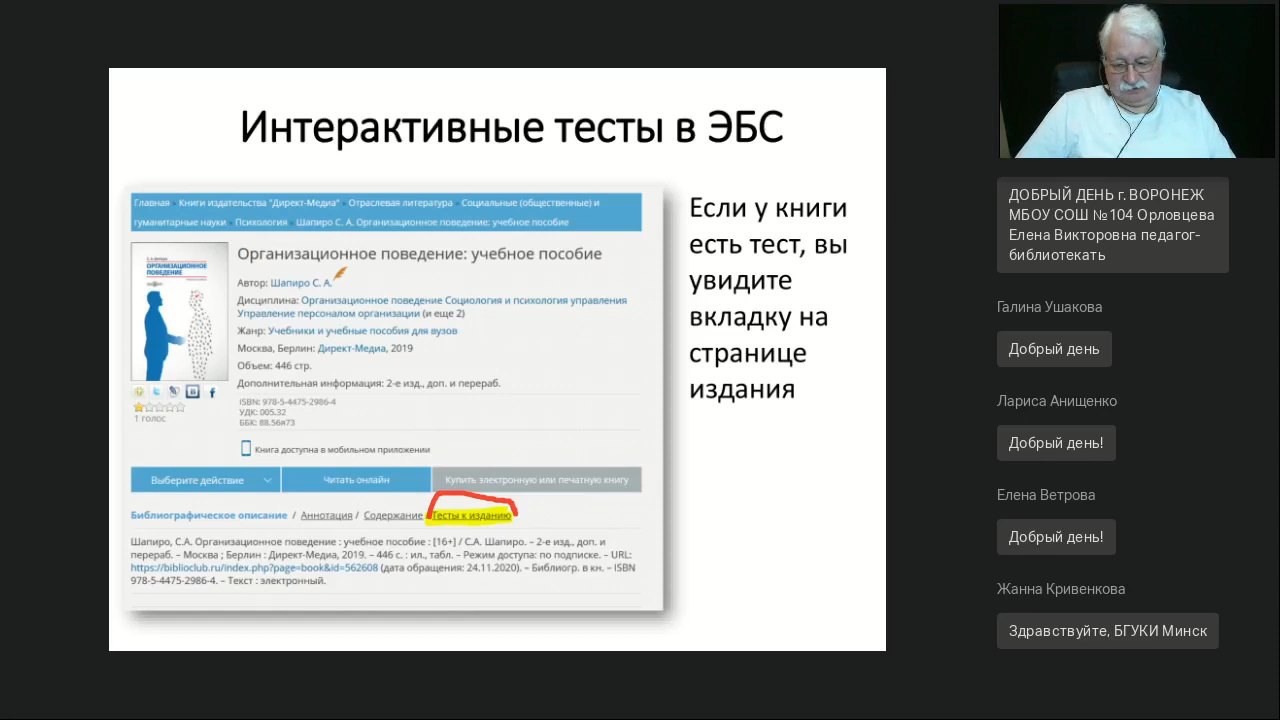 Интерактивные тесты в ЭБС
Главная » Книги издательства "Директ-Медиа" » Отраслевая литература » Социальные (общественные) и
гуманитарные науки » Психология » Шапиро С. А. Организационное поведение: учебное пособие
ОРГАНИЗАЦИОННОЕ
ПОВЕДЕНИЕ
Организационное поведение: учебное пособие
Автор: Шапиро С. А.
Дисциплина: Организационное поведение Социология и психология управления
Управление персоналом организации (и еще 2)
Жанр: Учебники и учебные пособия для вузов
Москва, Берлин: Директ-Медиа, 2019
Объем: 446 стр.
Дополнительная информация: 2-е изд., доп. и перераб.
ISBN: 978-5-4475-2986-4
УДК: 005.32
ББК: 88.56я73
1 голос
Книга доступна в мобильном приложении
Выберите действие
Читать онлайн
Купить электронную или печатную книгу
Библиографическое описание / Аннотация / Содержание Тесты к изданию
Шапиро, С.А. Организационное поведение : учебное пособие : [16+] / С.А. Шапиро. – 2-е изд., доп. и
перераб. – Москва ; Берлин : Директ-Медиа, 2019. – 446 с. : ил., табл. – Режим доступа: по подписке. – URL:
https://biblioclub.ru/index.php?page=book&id=562608 (дата обращения: 24.11.2020). – Библиогр. в кн. – ISBN
978-5-4475-2986-4. – Текст : электронный.
Если у книги
есть тест, вы
увидите
вкладку на
странице
издания
ДОБРЫЙ ДЕНЬ г. ВОРОНЕЖ
МБОУ СОШ №104 Орловцева
Елена Викторовна педагог-
библиотекать
Галина Ушакова
Добрый день
Лариса Анищенко
Добрый день!
Елена Ветрова
Добрый день!
Жанна Кривенкова
Здравствуйте, БГУКИ Минск